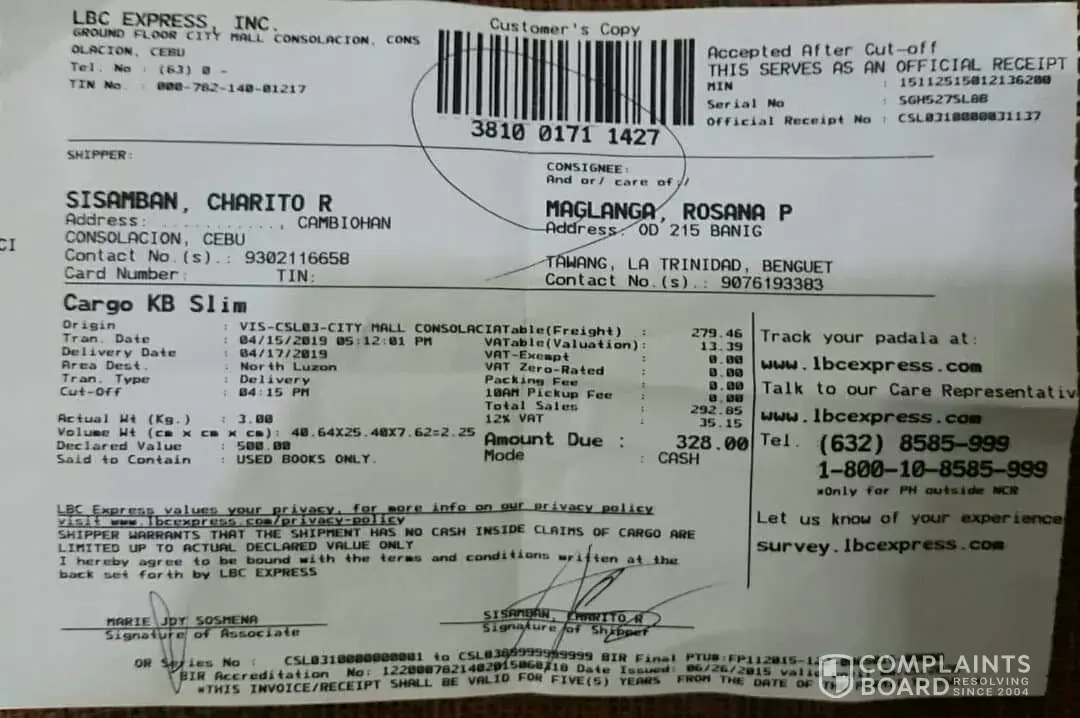 LBC EXPRESS, INC.
GROUND FLOOR CITY MALL CONSOLACION, CONS
OLACION, CEBU
Tel. No : (63) 0 -
TIN No. : 000-782-140-01217
Customer's Copy
3810 0171 1427
Accepted After Cut-off
THIS SERVES AS AN OFFICIAL RECEIPT
MIN : 15112515012136200
Serial No : SGH527SL8B
Official Receipt No : CSL0310000031137
SHIPPER:
SISAMBAN, CHARITO R
Address: ............, CAMBIOHAN
CONSOLACION, CEBU
Contact No.(s).: 9302116658
Card Number: TIN:
CONSIGNEE:
And or/ care of:/
MAGLANGA, ROSANA P
Address: OD 215 BANIG
TAWANG, LA TRINIDAD, BENGUET
Contact No.(s).: 9076193383
CI
Cargo KB Slim
Origin : VIS-CSL03-CITY MALL CONSOLACIATable(Freight) : 279.46
Tran. Date : 04/15/2019 05:12:01 PM VATable(Valuation): 13.39
Delivery Date : 04/17/2019 VAT-Exempt : 0.00
Area Dest. : North Luzon VAT Zero-Rated : 0.00
Tran. Type : Delivery Packing Fee : 0.00
Cut-Off : 04:15 PM 10AM Pickup Fee : 0.00
Total Sales : 292.85
Actual Wt (Kg.) : 3.00 12% VAT : 35.15
Volume Wt (cm x cm x cm): 40.64X25.40X7.62=2.25 Amount Due : 328.00
Declared Value : 500.00 Mode : CASH
Said to Contain : USED BOOKS ONLY.
Track your padala at:
www.lbcexpress.com
Talk to our Care Representativ
www.lbcexpress.com
Tel. (632) 8585-999
1-800-10-8585-999
*Only for PH outside NCR
Let us know of your experience
survey.lbcexpress.com
LBC Express values your privacy, for more info on our privacy policy
visit www.lbcexpress.com/privacy-policy
SHIPPER WARRANTS THAT THE SHIPMENT HAS NO CASH INSIDE CLAIMS OF CARGO ARE
LIMITED UP TO ACTUAL DECLARED VALUE ONLY
I hereby agree to be bound with the terms and conditions written at the
back set forth by LBC EXPRESS
MARIE JOY SOSMENA
Signature of Associate
SISAMBAN, CHARITO R
Signature of Shipper
OR Series No : CSL0310000000001 to
BIR Final PTU#:FP112015-
BIR Accreditation No: Date Issued: 06/26/2015 valid
*THIS INVOICE/RECEIPT SHALL BE VALID FOR FIVE(5) YEARS FROM THE DATE OF
COMPLAINTS
BOARD RESOLVING
SINCE 2004